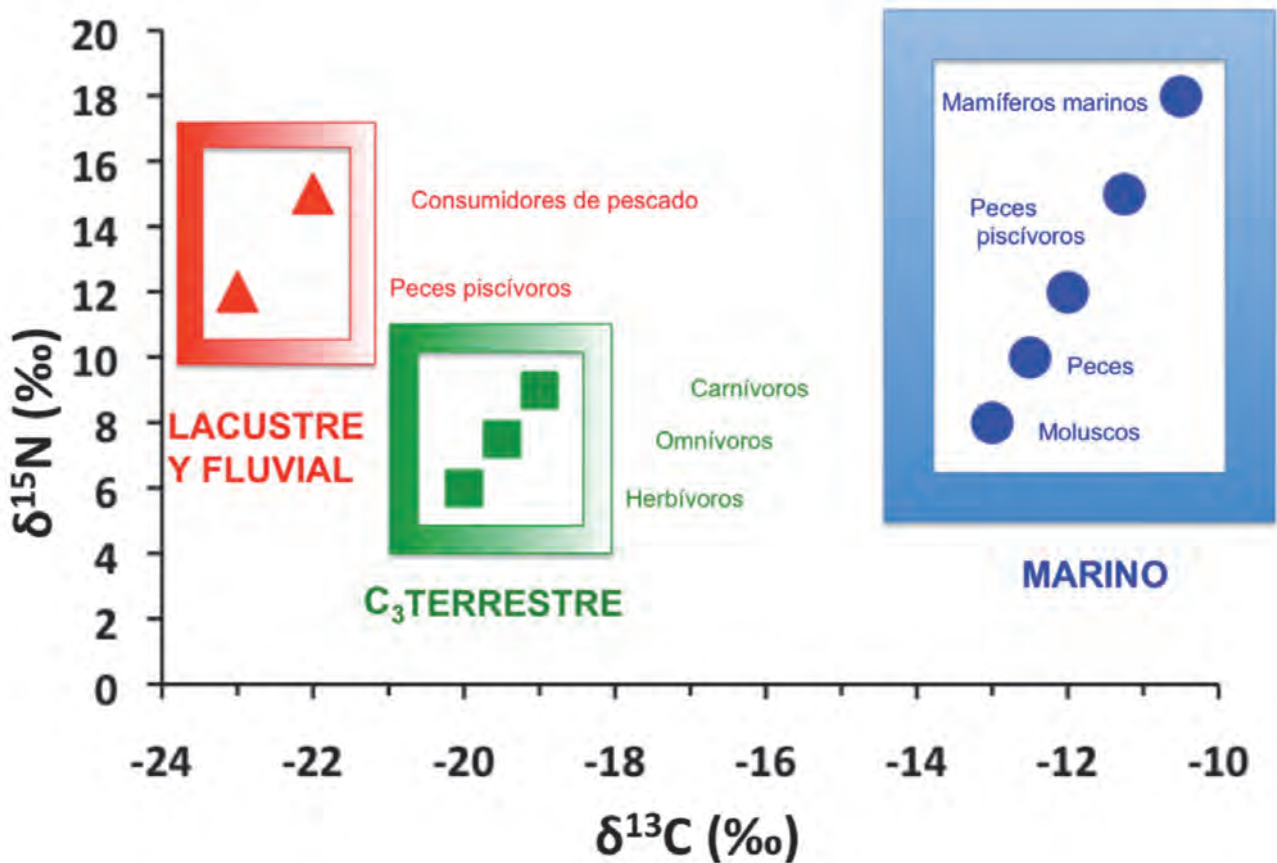 20
18
16
14
12
10
8
6
4
2
0
δ¹⁵N (‰)
Mamíferos marinos
Peces
piscívoros
Peces
Moluscos
MARINO
Consumidores de pescado
Peces piscívoros
LACUSTRE
Y FLUVIAL
Carnívoros
Omnívoros
Herbívoros
C₃TERRESTRE
-24 -22 -20 -18 -16 -14 -12 -10
δ¹³C (‰)